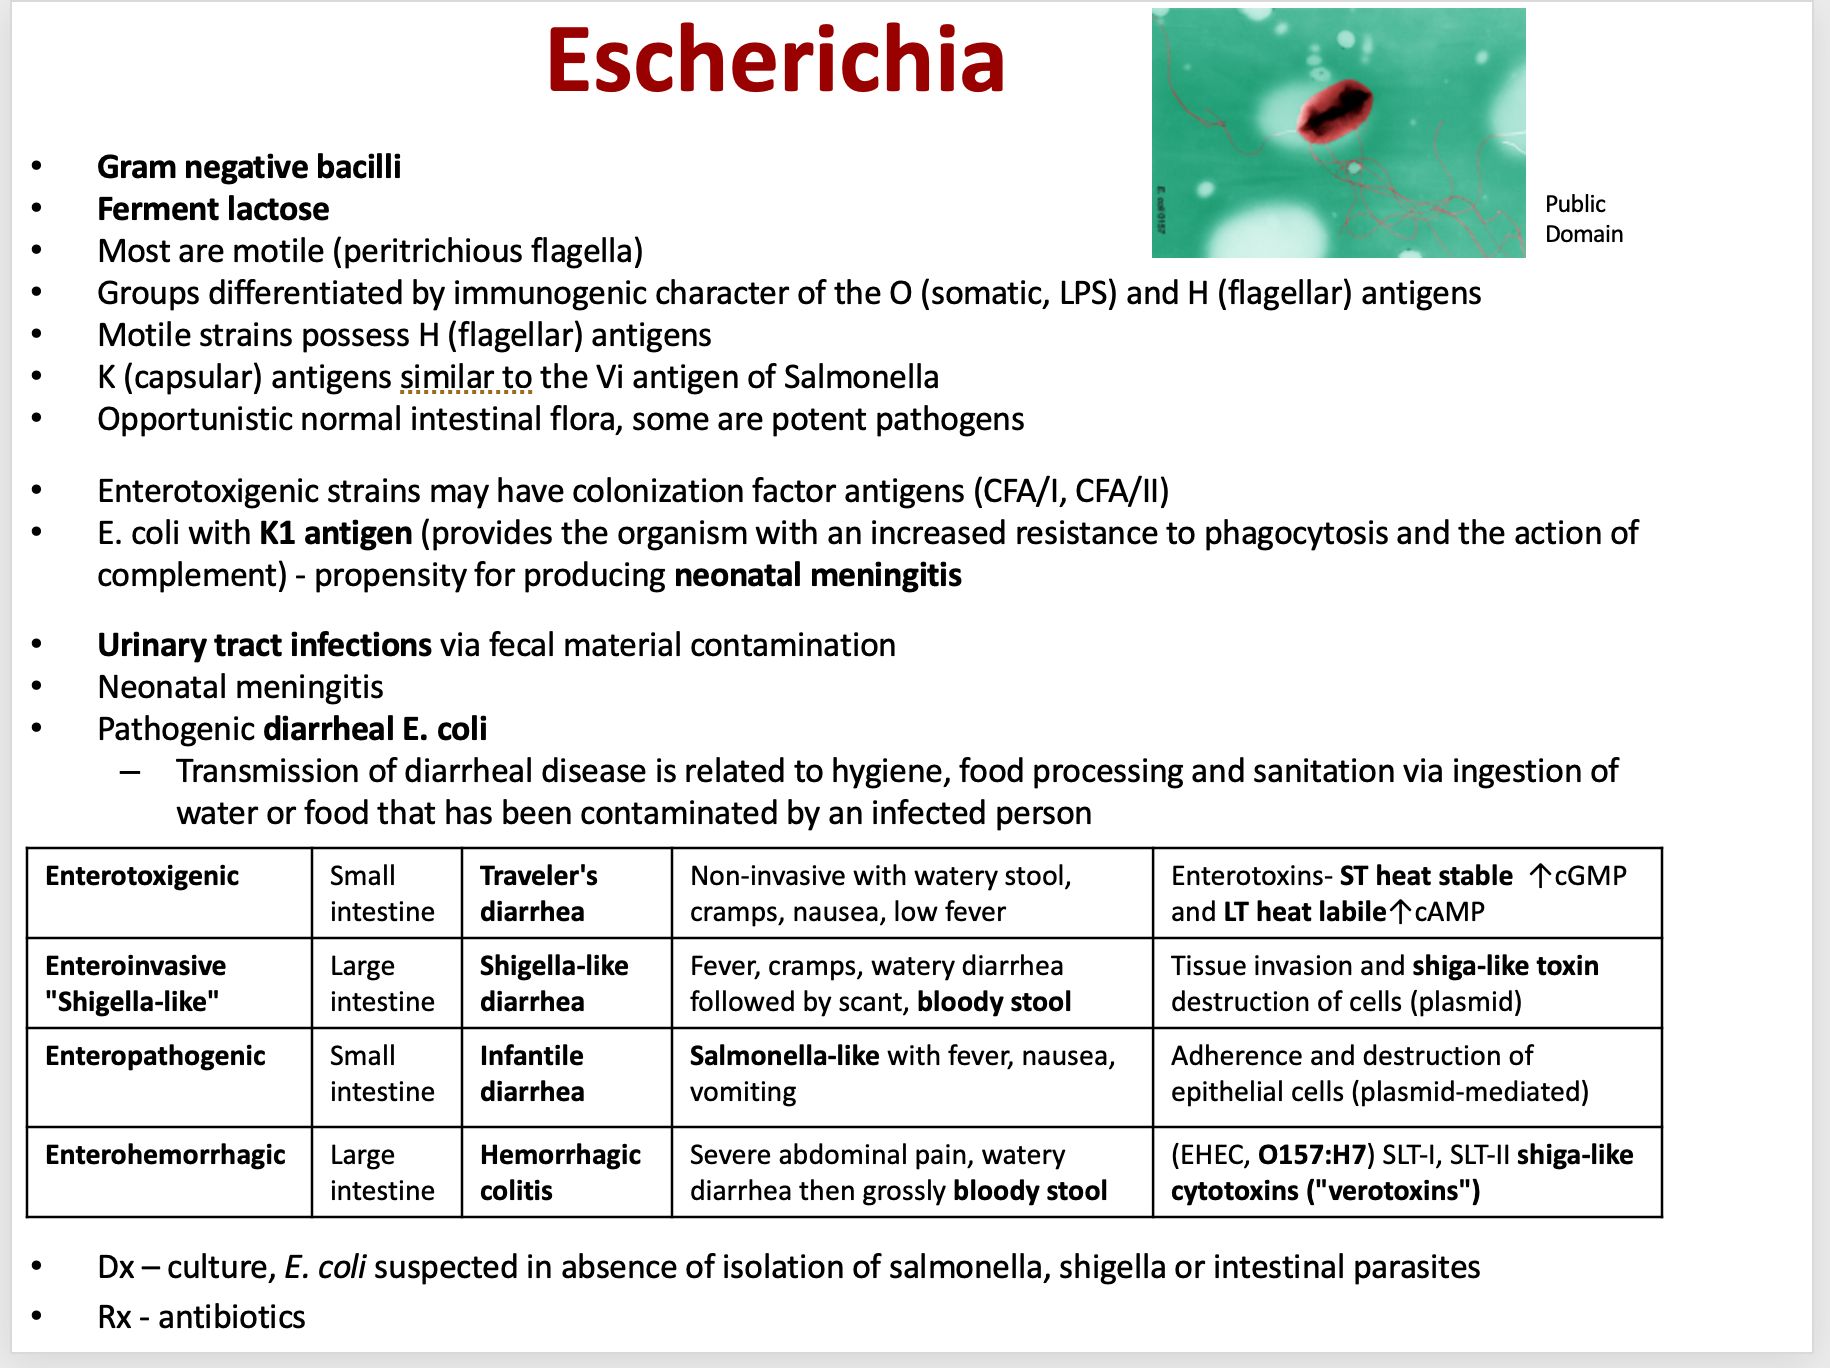 Escherichia
E. coli 0157
Public
Domain
• Gram negative bacilli
• Ferment lactose
• Most are motile (peritrichious flagella)
• Groups differentiated by immunogenic character of the O (somatic, LPS) and H (flagellar) antigens
• Motile strains possess H (flagellar) antigens
• K (capsular) antigens similar to the Vi antigen of Salmonella
• Opportunistic normal intestinal flora, some are potent pathogens
• Enterotoxigenic strains may have colonization factor antigens (CFA/I, CFA/II)
• E. coli with K1 antigen (provides the organism with an increased resistance to phagocytosis and the action of
complement) - propensity for producing neonatal meningitis
• Urinary tract infections via fecal material contamination
• Neonatal meningitis
• Pathogenic diarrheal E. coli
– Transmission of diarrheal disease is related to hygiene, food processing and sanitation via ingestion of
water or food that has been contaminated by an infected person
Enterotoxigenic
Small
intestine
Traveler's
diarrhea
Non-invasive with watery stool,
cramps, nausea, low fever
Enterotoxins- ST heat stable ↑cGMP
and LT heat labile↑cAMP
Enteroinvasive
"Shigella-like"
Large
intestine
Shigella-like
diarrhea
Fever, cramps, watery diarrhea
followed by scant, bloody stool
Tissue invasion and shiga-like toxin
destruction of cells (plasmid)
Enteropathogenic
Small
intestine
Infantile
diarrhea
Salmonella-like with fever, nausea,
vomiting
Adherence and destruction of
epithelial cells (plasmid-mediated)
Enterohemorrhagic
Large
intestine
Hemorrhagic
colitis
Severe abdominal pain, watery
diarrhea then grossly bloody stool
(EHEC, O157:H7) SLT-I, SLT-II shiga-like
cytotoxins ("verotoxins")
• Dx – culture, E. coli suspected in absence of isolation of salmonella, shigella or intestinal parasites
• Rx - antibiotics